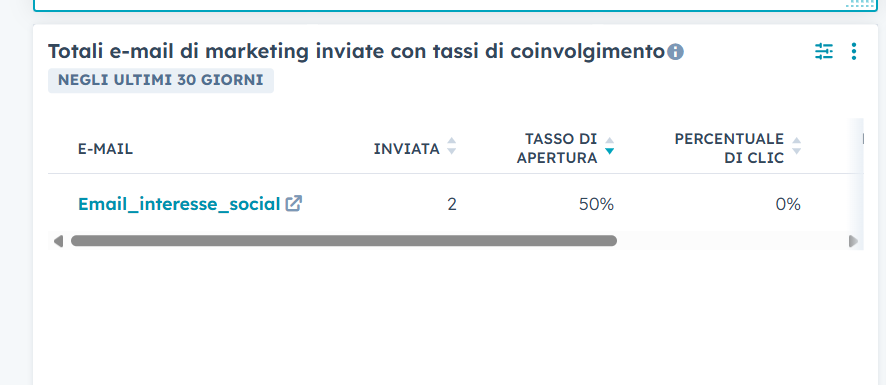 Totali e-mail di marketing inviate con tassi di coinvolgimento
NEGLI ULTIMI 30 GIORNI
E-MAIL
INVIATA
TASSO DI
APERTURA
PERCENTUALE
DI CLIC
Email_interesse_social
2
50%
0%